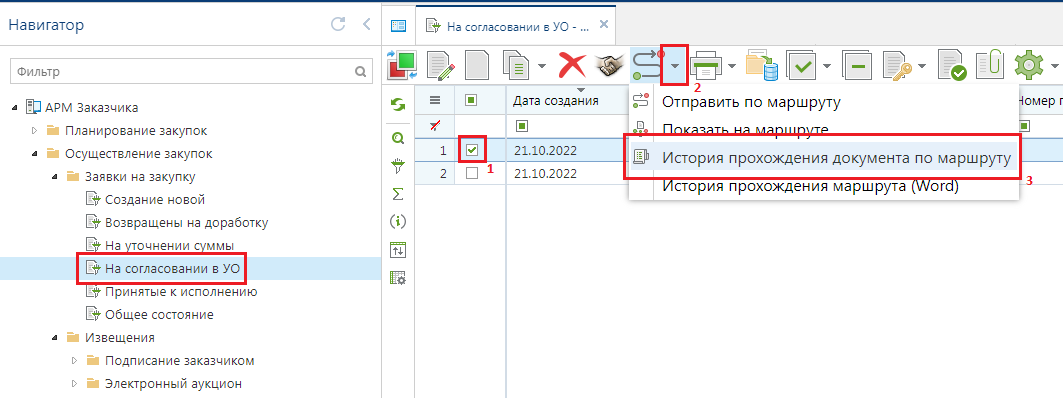 Навигатор
На согласовании в УО - ...
Фильтр
2
АРМ Заказчика
Планирование закупок
Осуществление закупок
Заявки на закупку
Создание новой
Возвращены на доработку
На уточнении суммы
На согласовании в УО
Принятые к исполнению
Общее состояние
Извещения
Подписание заказчиком
Электронный аукцион
Дата создания
Номер п
1 21.10.2022
1
2 21.10.2022
Отправить по маршруту
Показать на маршруте
История прохождения документа по маршруту
3
История прохождения маршрута (Word)